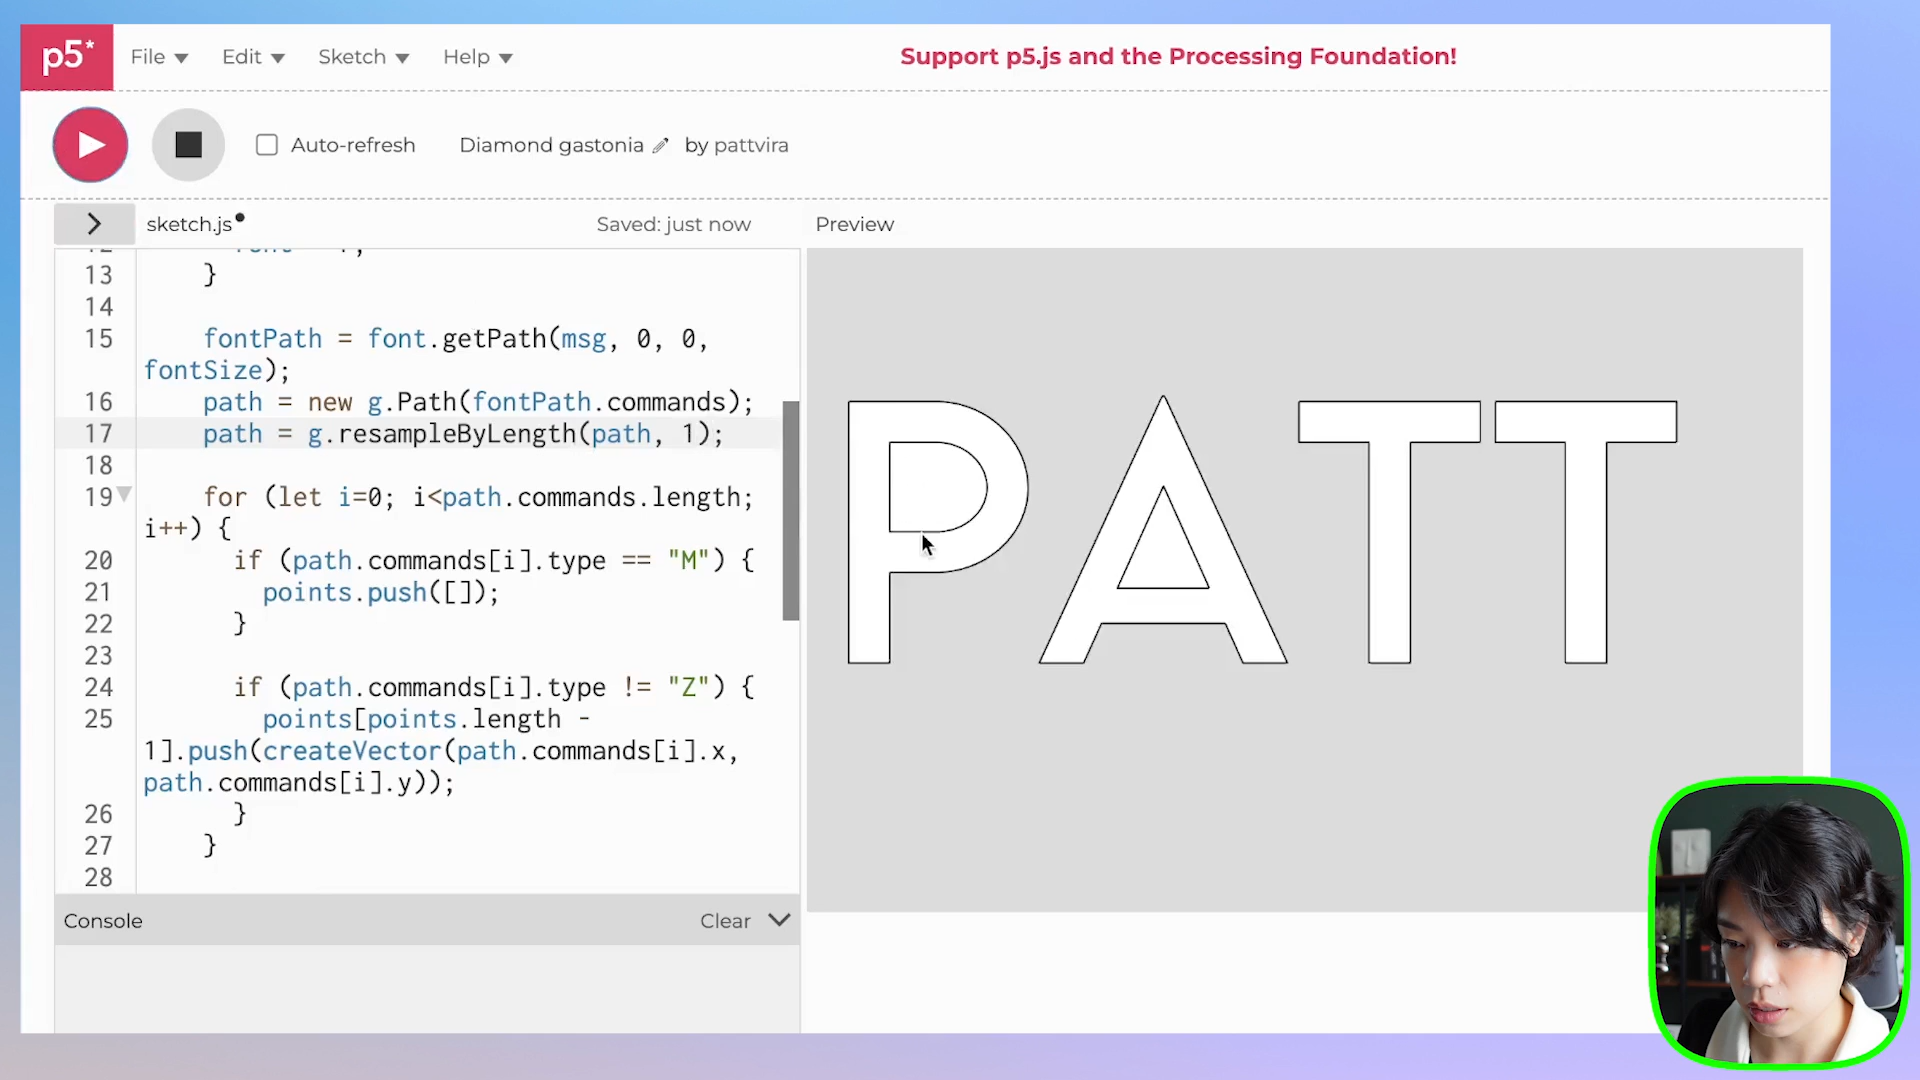 p5* File Edit Sketch Help Support p5.js and the Processing Foundation!
Auto-refresh Diamond gastonia by pattvira
sketch.js Saved: just now Preview
13 }
14
15 fontPath = font.getPath(msg, 0, 0,
fontSize);
16 path = new g.Path(fontPath.commands);
17 path = g.resampleByLength(path, 1);
18
19 for (let i=0; i<path.commands.length;
i++) {
20 if (path.commands[i].type == "M") {
21 points.push([]);
22 }
23
24 if (path.commands[i].type != "Z") {
25 points[points.length -
1].push(createVector(path.commands[i].x,
path.commands[i].y));
26 }
27 }
28
Console Clear
PATT